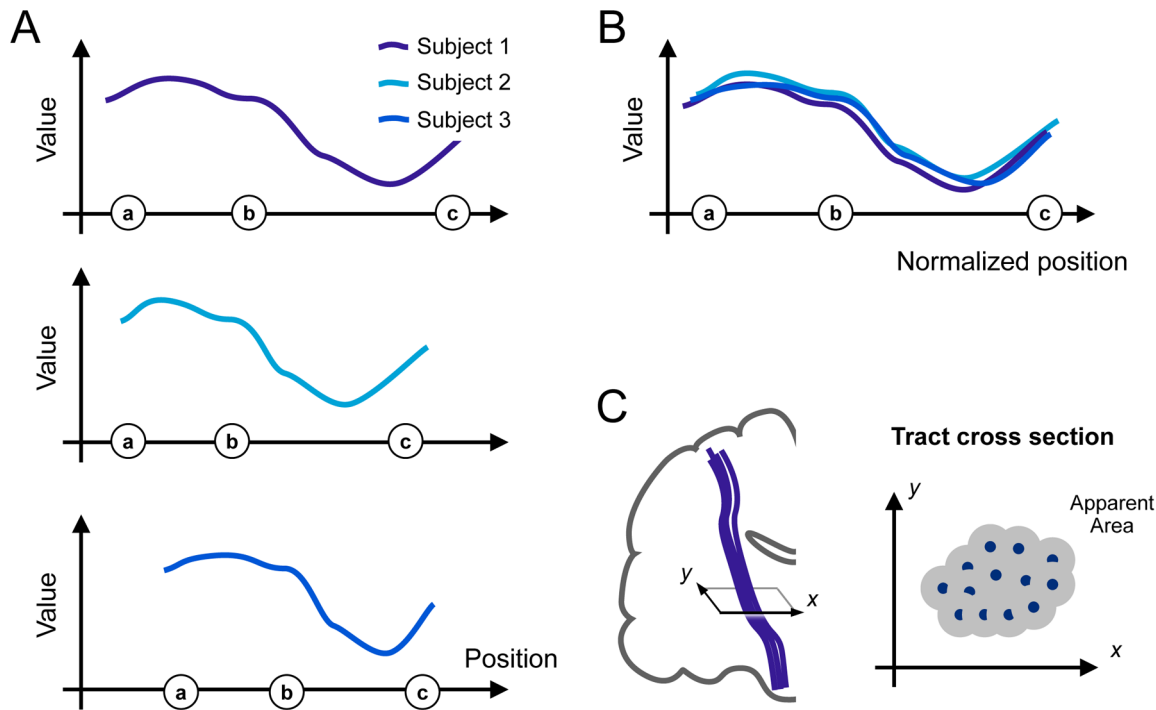 A
Subject 1
Subject 2
Subject 3
Value
a
b
c
Value
a
b
c
Value
Position
a
b
c
B
Value
a
b
c
Normalized position
C
y
x
Tract cross section
y
Apparent
Area
x